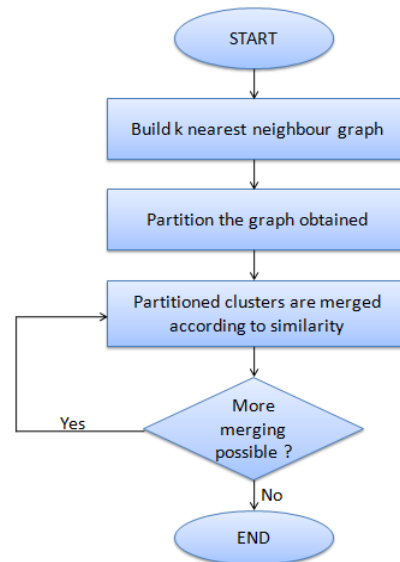 START
Build k nearest neighbour graph
Partition the graph obtained
Partitioned clusters are merged
according to similarity
More
merging
possible ?
Yes
No
END